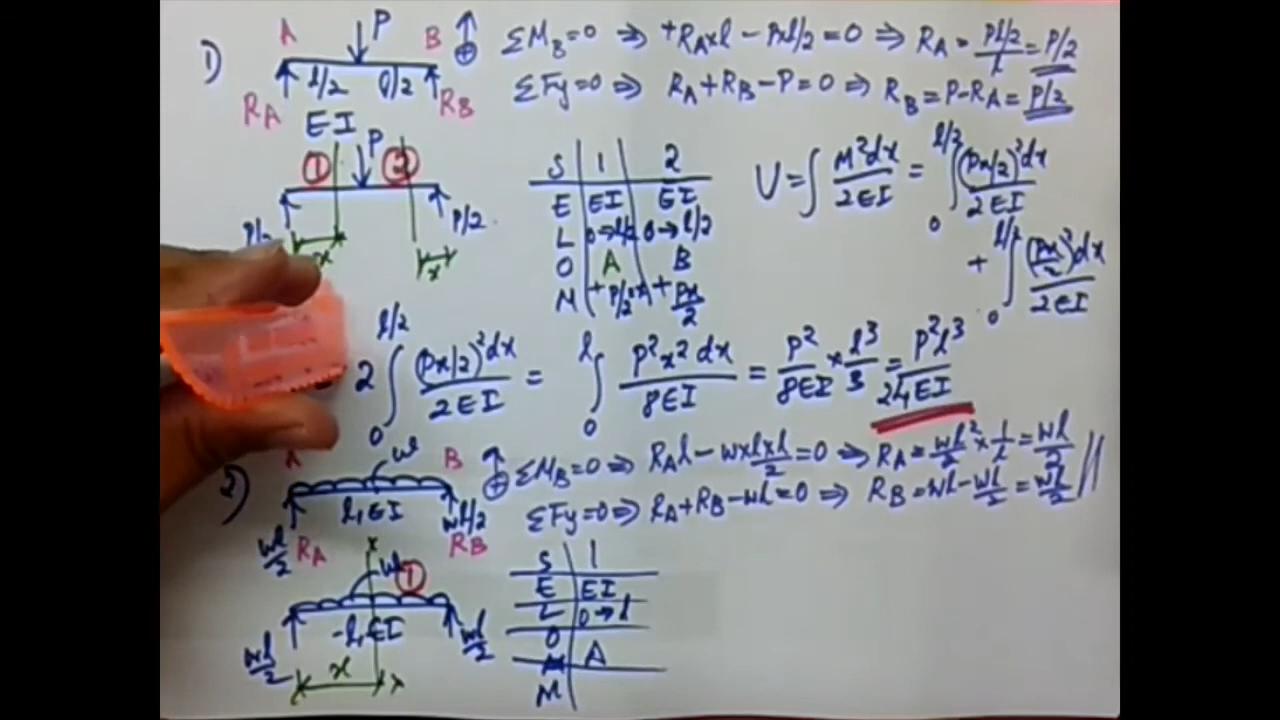 1) A P B ΣM_B=0 ⇒ +R_A×l − P×l/2=0 ⇒ R_A = Pl/2/l = P/2
l/2 l/2 ΣFy=0 ⇒ R_A+R_B−P=0 ⇒ R_B=P−R_A=P/2
R_A R_B
EI
① P ②
P/2 P/2
x x
S 1 2
E EI EI
L 0→l/2 0→l/2
O A B
M +P/2 x + Px/2
U=∫ M²dx/2EI = ∫₀^{l/2} (Px/2)²dx/2EI
+ ∫₀^{l/2} (Px/2)²dx/2EI
2 ∫₀^{l/2} (Px/2)²dx/2EI = ∫₀^{l} P²x²dx/8EI = P²/8EI × l³/3 = P²l³/24EI
2) A wl B ΣM_B=0 ⇒ R_Al − w×l×l/2=0 ⇒ R_A=wl²/2 × 1/l = wl/2
l,EI ΣFy=0 ⇒ R_A+R_B−wl=0 ⇒ R_B=wl−wl/2=wl/2
wl/2 R_A wl/2 R_B
x wl ①
l,EI
wl/2 wl/2
x x
S 1
E EI
L 0→l
O A
M